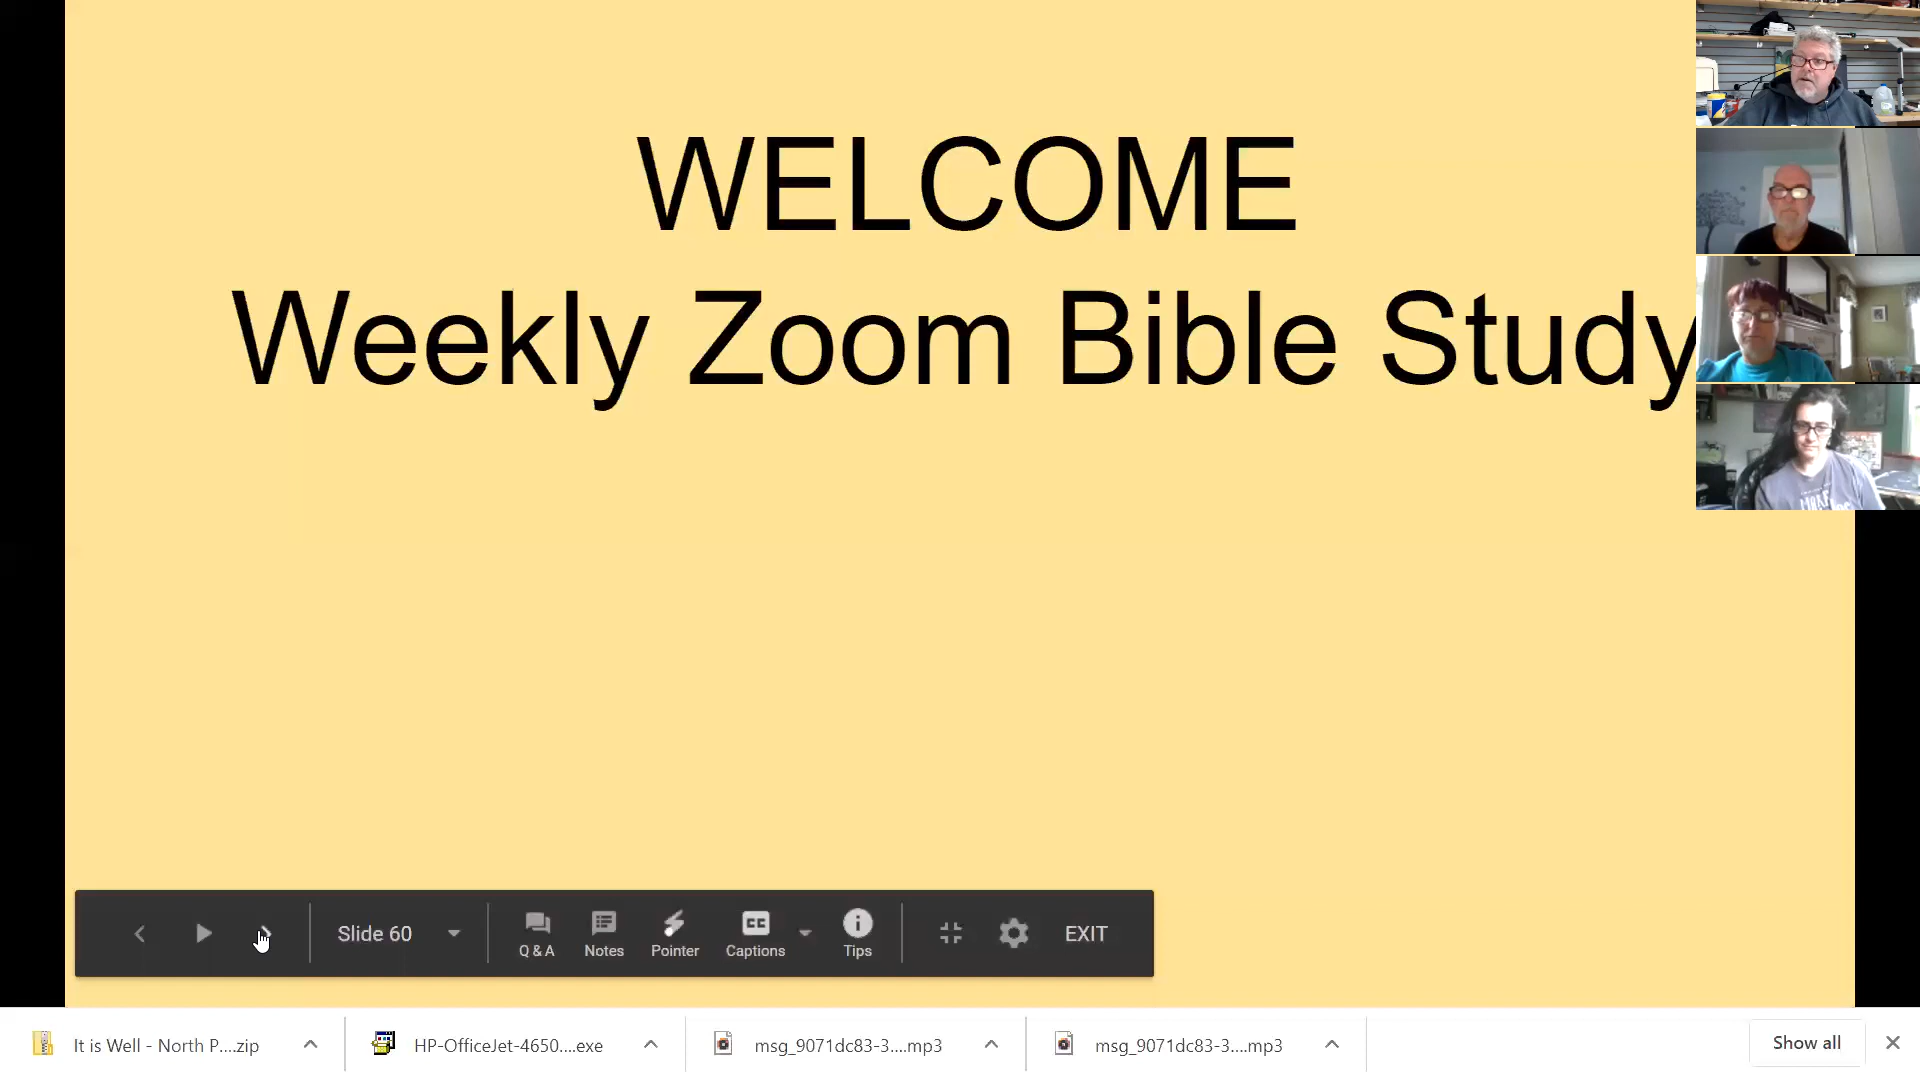 WELCOME
Weekly Zoom Bible Study
Slide 60
Q & A
Notes
Pointer
CC
Captions
Tips
EXIT
It is Well - North P....zip
HP-OfficeJet-4650....exe
msg_9071dc83-3....mp3
msg_9071dc83-3....mp3
Show all